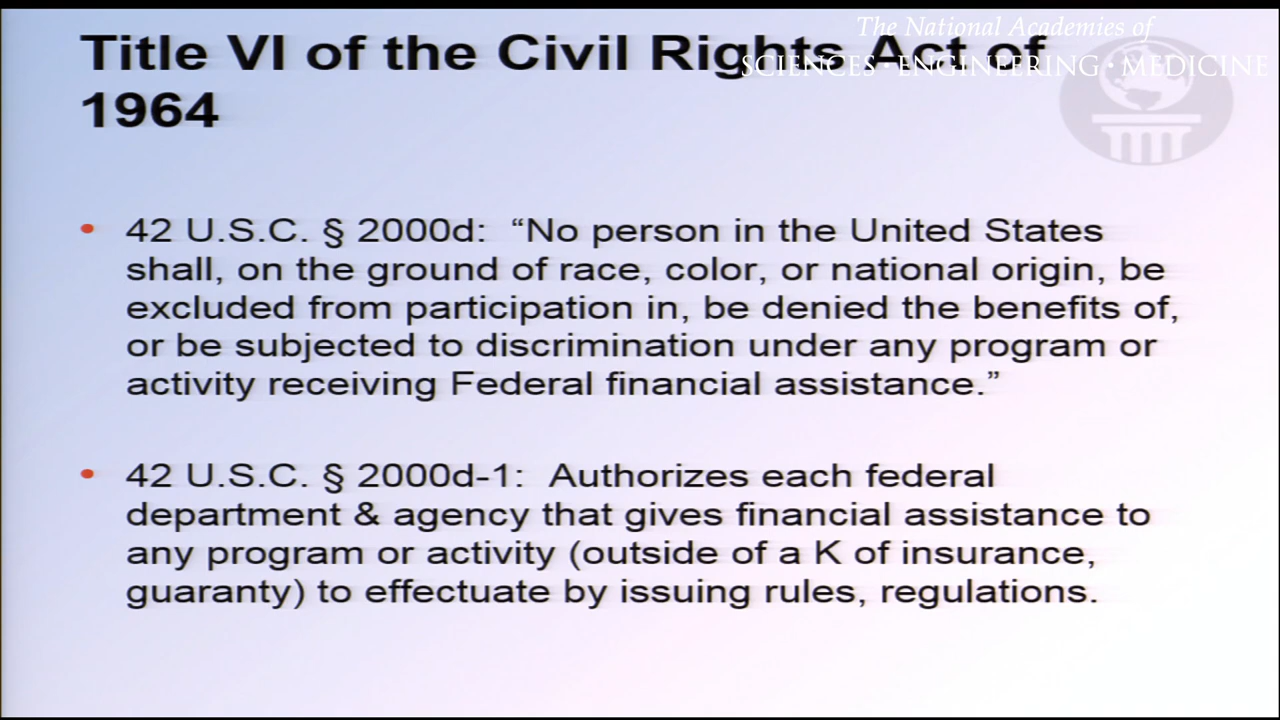 The National Academies of
SCIENCES · ENGINEERING · MEDICINE
Title VI of the Civil Rights Act of
1964
• 42 U.S.C. § 2000d: “No person in the United States
shall, on the ground of race, color, or national origin, be
excluded from participation in, be denied the benefits of,
or be subjected to discrimination under any program or
activity receiving Federal financial assistance.”
• 42 U.S.C. § 2000d-1: Authorizes each federal
department & agency that gives financial assistance to
any program or activity (outside of a K of insurance,
guaranty) to effectuate by issuing rules, regulations.